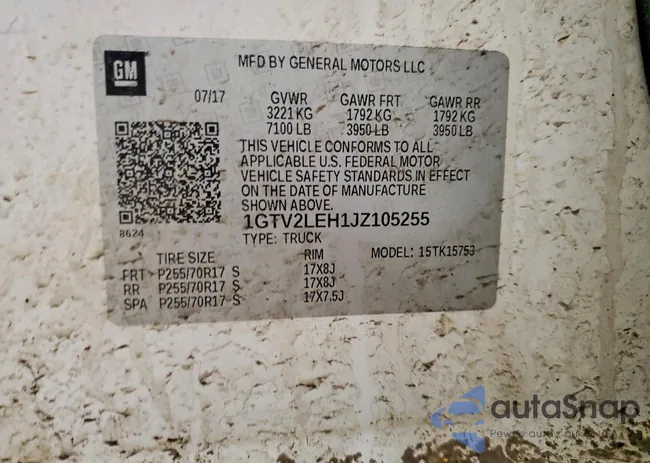 GM
MFD BY GENERAL MOTORS LLC
07/17 GVWR GAWR FRT GAWR RR
3221 KG 1792 KG 1792 KG
7100 LB 3950 LB 3950 LB
THIS VEHICLE CONFORMS TO ALL
APPLICABLE U.S. FEDERAL MOTOR
VEHICLE SAFETY STANDARDS IN EFFECT
ON THE DATE OF MANUFACTURE
SHOWN ABOVE.
1GTV2LEH1JZ105255
8624
TYPE: TRUCK MODEL: 15TK15753
TIRE SIZE RIM
FRT P255/70R17 S 17X8J
RR P255/70R17 S 17X8J
SPA P255/70R17 S 17X7.5J
autaSnap